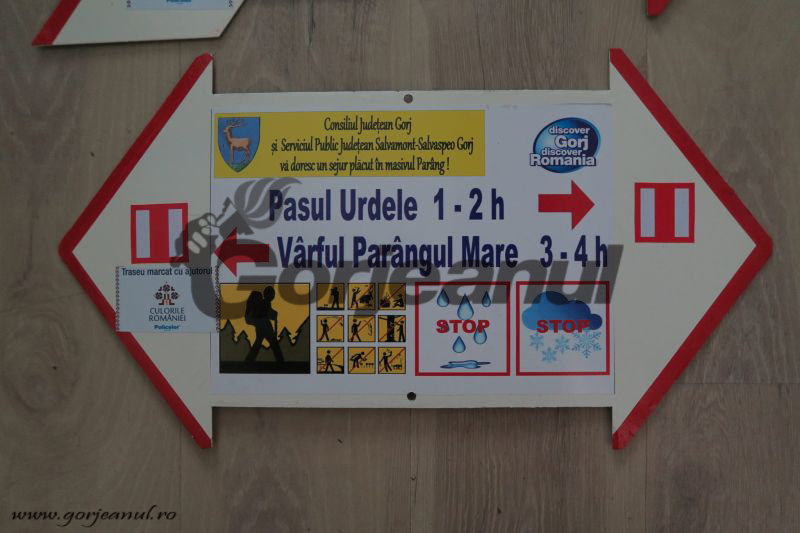 Consiliul Județean Gorj
și Serviciul Public Județean Salvamont-Salvaspeo Gorj
vă doresc un sejur plăcut în masivul Parâng !
discover
Gorj
discover
Romania
Pasul Urdele 1 - 2 h
Vârful Parângul Mare 3 - 4 h
Traseu marcat cu ajutorul
CULORILE
ROMÂNIEI
Policolor
STOP
STOP
Gorjeanul
www.gorjeanul.ro